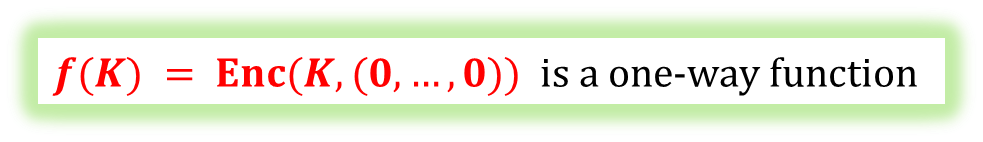 f(K) = Enc(K, (0, ..., 0)) is a one-way function